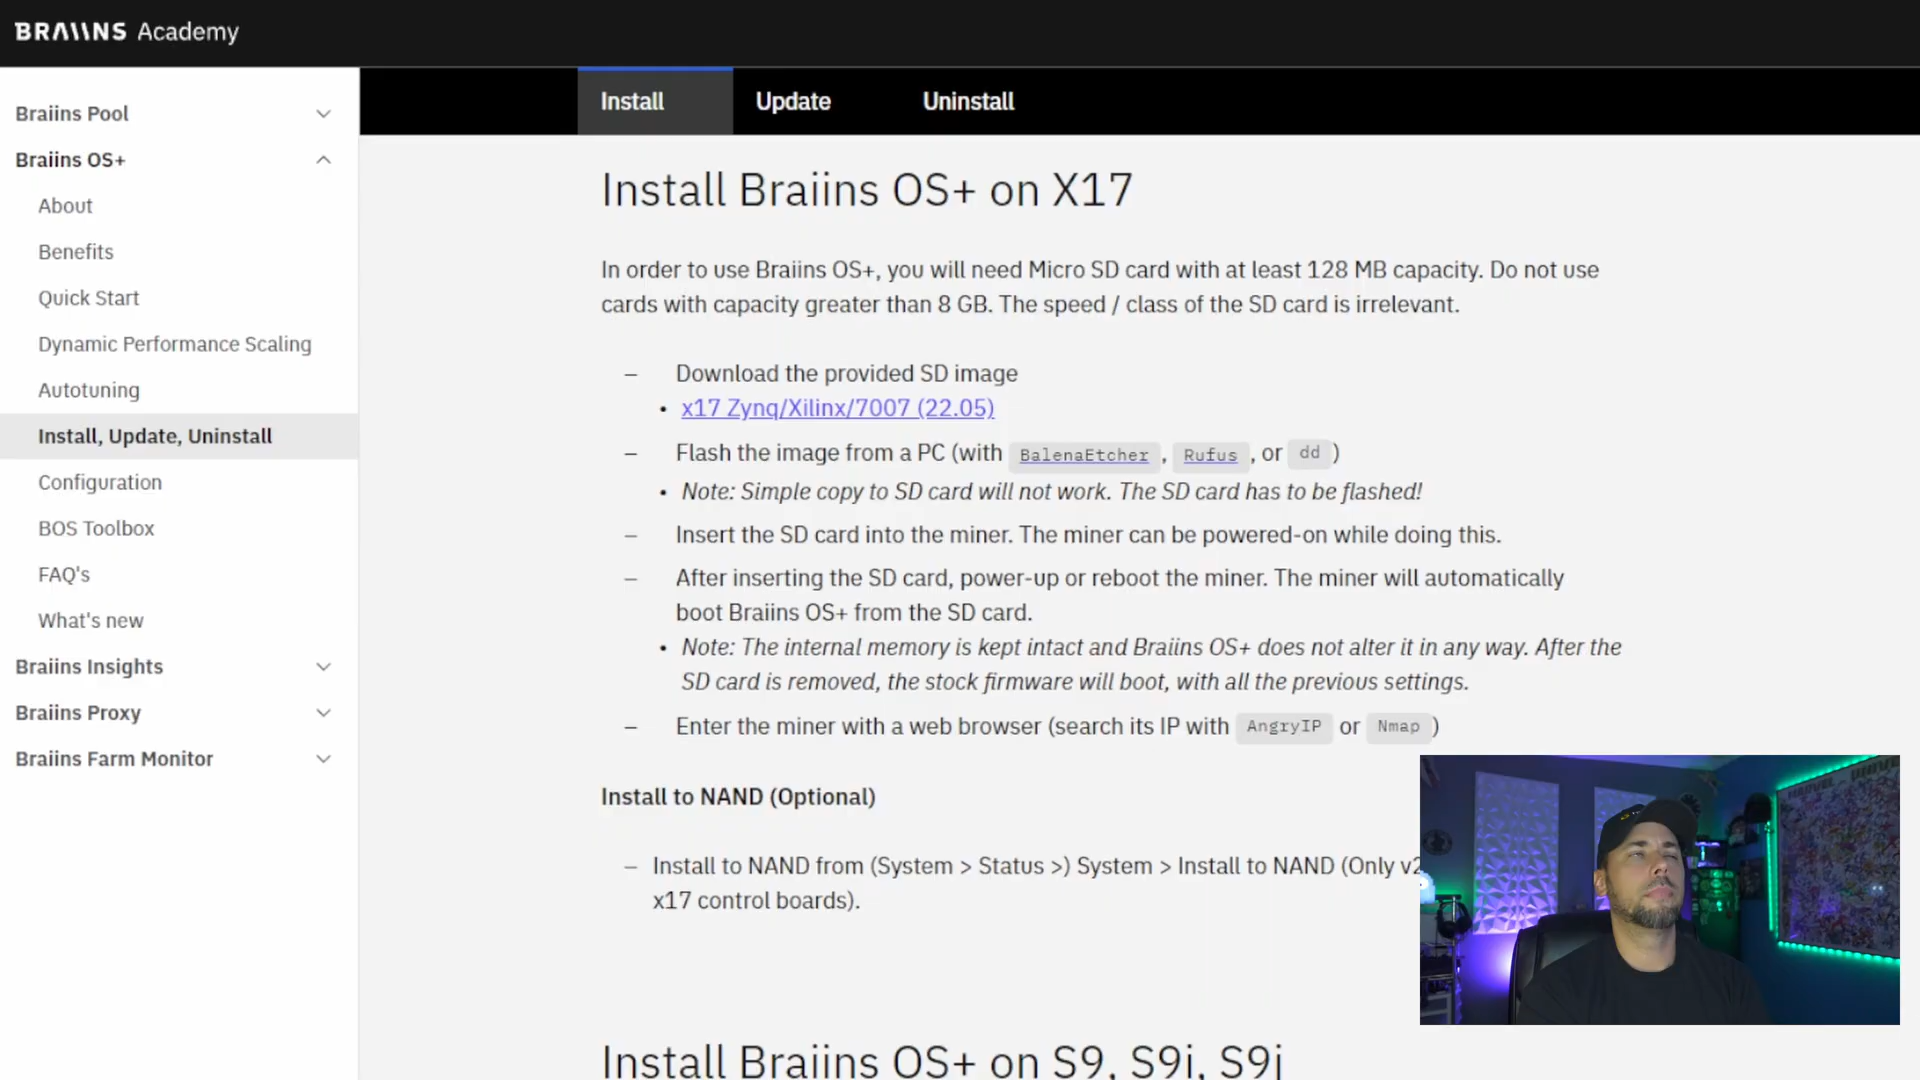 BRAIINS Academy
Install
Update
Uninstall
Braiins Pool
Braiins OS+
About
Benefits
Quick Start
Dynamic Performance Scaling
Autotuning
Install, Update, Uninstall
Configuration
BOS Toolbox
FAQ's
What's new
Braiins Insights
Braiins Proxy
Braiins Farm Monitor
Install Braiins OS+ on X17
In order to use Braiins OS+, you will need Micro SD card with at least 128 MB capacity. Do not use
cards with capacity greater than 8 GB. The speed / class of the SD card is irrelevant.
– Download the provided SD image
• x17 Zynq/Xilinx/7007 (22.05)
– Flash the image from a PC (with BalenaEtcher, Rufus, or dd)
• Note: Simple copy to SD card will not work. The SD card has to be flashed!
– Insert the SD card into the miner. The miner can be powered-on while doing this.
– After inserting the SD card, power-up or reboot the miner. The miner will automatically
boot Braiins OS+ from the SD card.
• Note: The internal memory is kept intact and Braiins OS+ does not alter it in any way. After the
SD card is removed, the stock firmware will boot, with all the previous settings.
– Enter the miner with a web browser (search its IP with AngryIP or Nmap)
Install to NAND (Optional)
– Install to NAND from (System > Status >) System > Install to NAND (Only
x17 control boards).
Install Braiins OS+ on S9, S9i, S9j